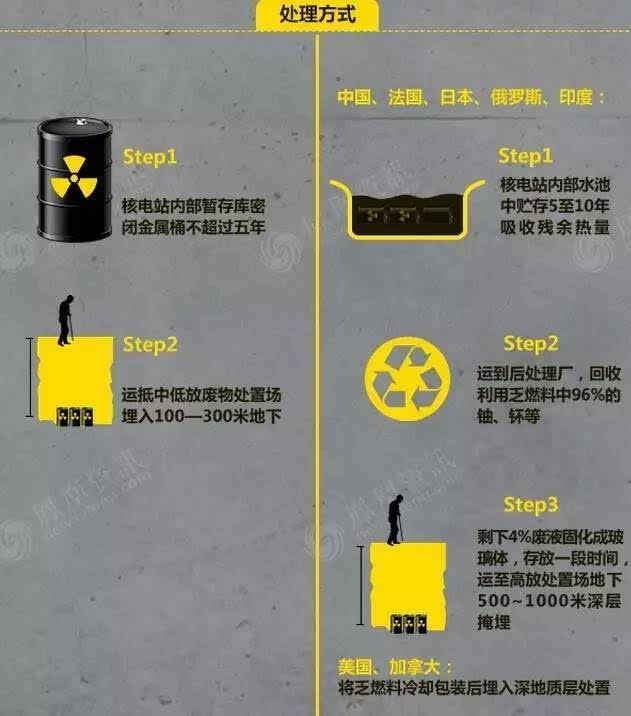 处理方式
Step1
核电站内部暂存库密
闭金属桶不超过五年
Step2
运抵中低放废物处置场
埋入100—300米地下
中国、法国、日本、俄罗斯、印度：
Step1
核电站内部水池
中贮存5至10年
吸收残余热量
Step2
运到后处理厂，回收
利用乏燃料中96%的
铀、钚等
Step3
剩下4%废液固化成玻
璃体，存放一段时间，
运至高放处置场地下
500~1000米深层
掩埋
美国、加拿大：
将乏燃料冷却包装后埋入深地质层处置